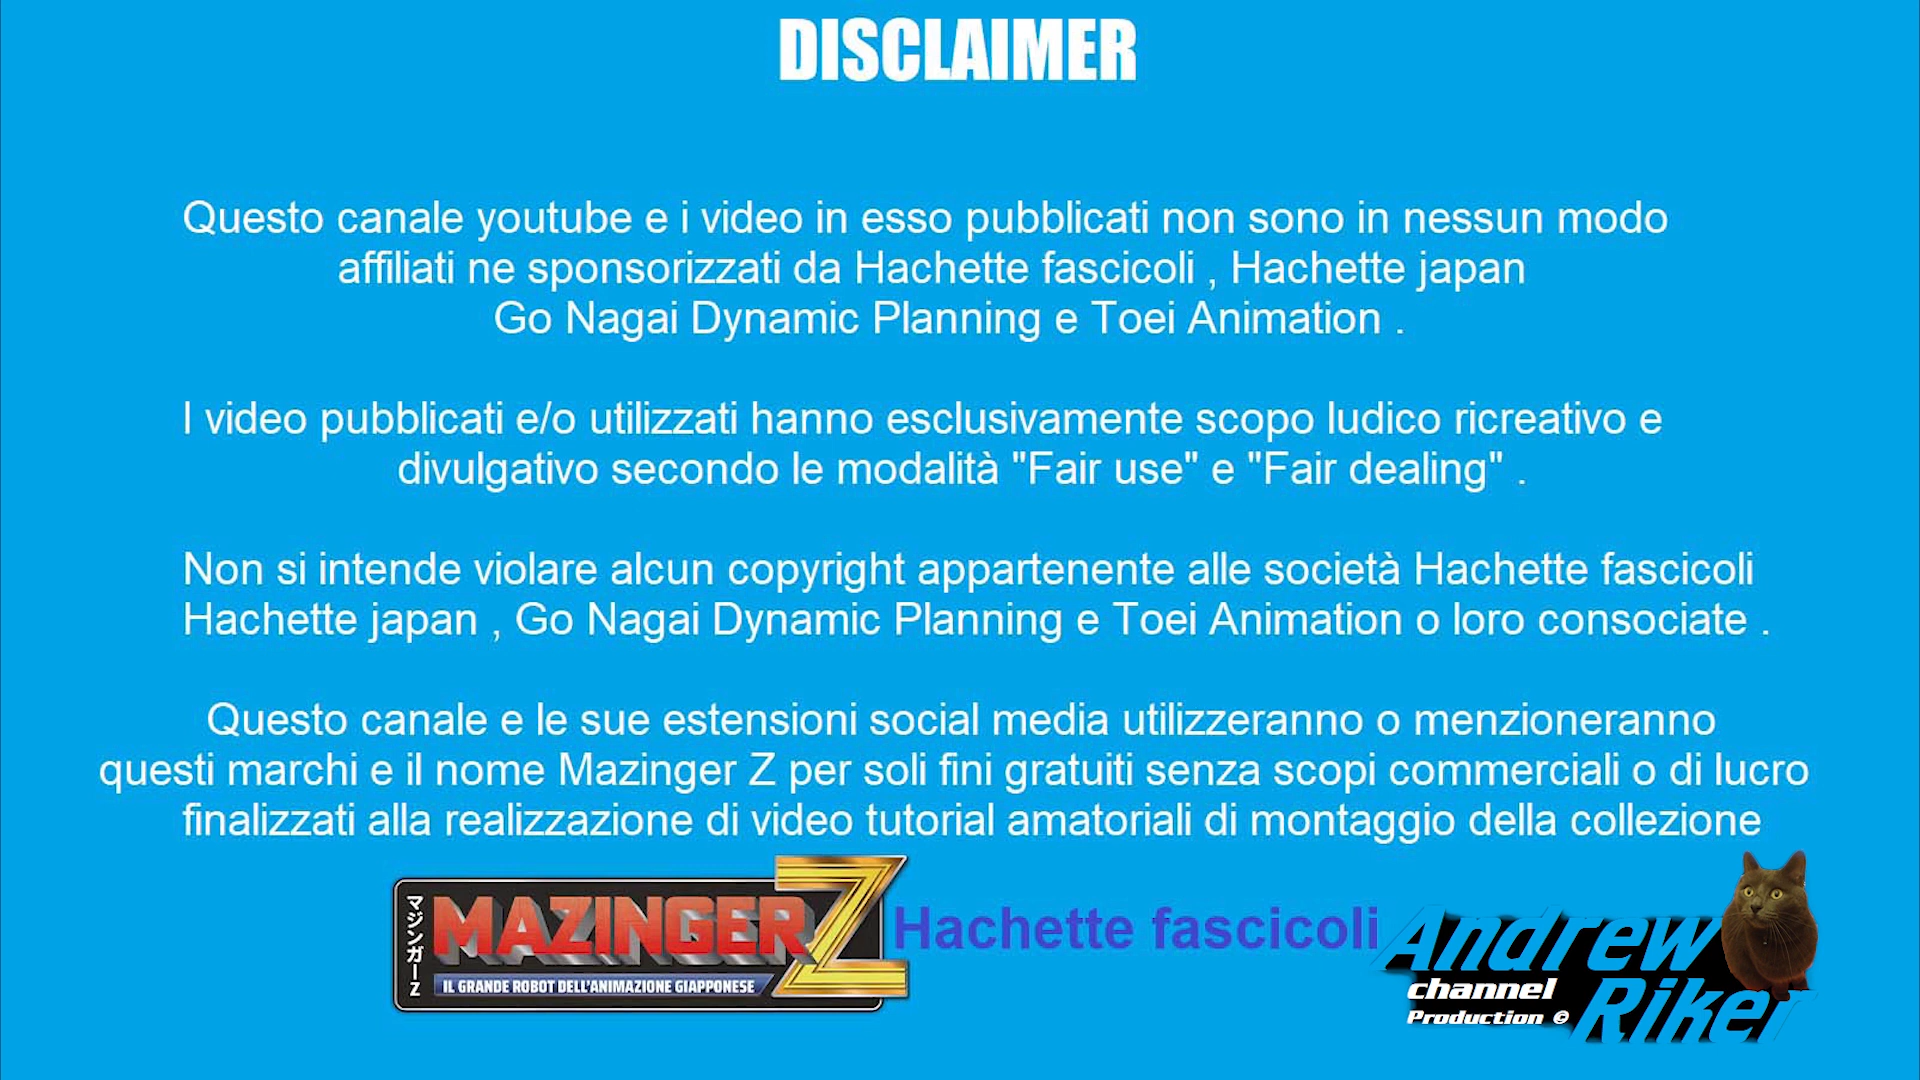 DISCLAIMER
Questo canale youtube e i video in esso pubblicati non sono in nessun modo
affiliati ne sponsorizzati da Hachette fascicoli , Hachette japan
Go Nagai Dynamic Planning e Toei Animation .
I video pubblicati e/o utilizzati hanno esclusivamente scopo ludico ricreativo e
divulgativo secondo le modalità "Fair use" e "Fair dealing" .
Non si intende violare alcun copyright appartenente alle società Hachette fascicoli
Hachette japan , Go Nagai Dynamic Planning e Toei Animation o loro consociate .
Questo canale e le sue estensioni social media utilizzeranno o menzioneranno
questi marchi e il nome Mazinger Z per soli fini gratuiti senza scopi commerciali o di lucro
finalizzati alla realizzazione di video tutorial amatoriali di montaggio della collezione
マジンガーZ
MAZINGER Z
IL GRANDE ROBOT DELL'ANIMAZIONE GIAPPONESE
Hachette fascicoli
Andrew
channel
Riker
Production ©